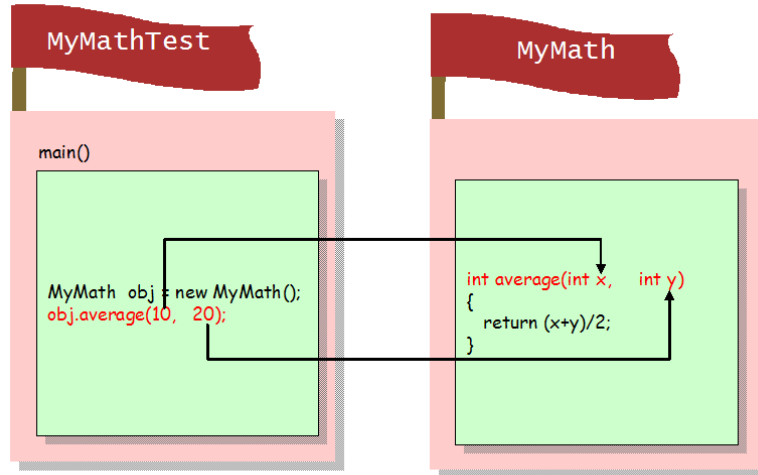 MyMathTest
main()
MyMath obj = new MyMath();
obj.average(10, 20);
MyMath
int average(int x, int y)
{
return (x+y)/2;
}